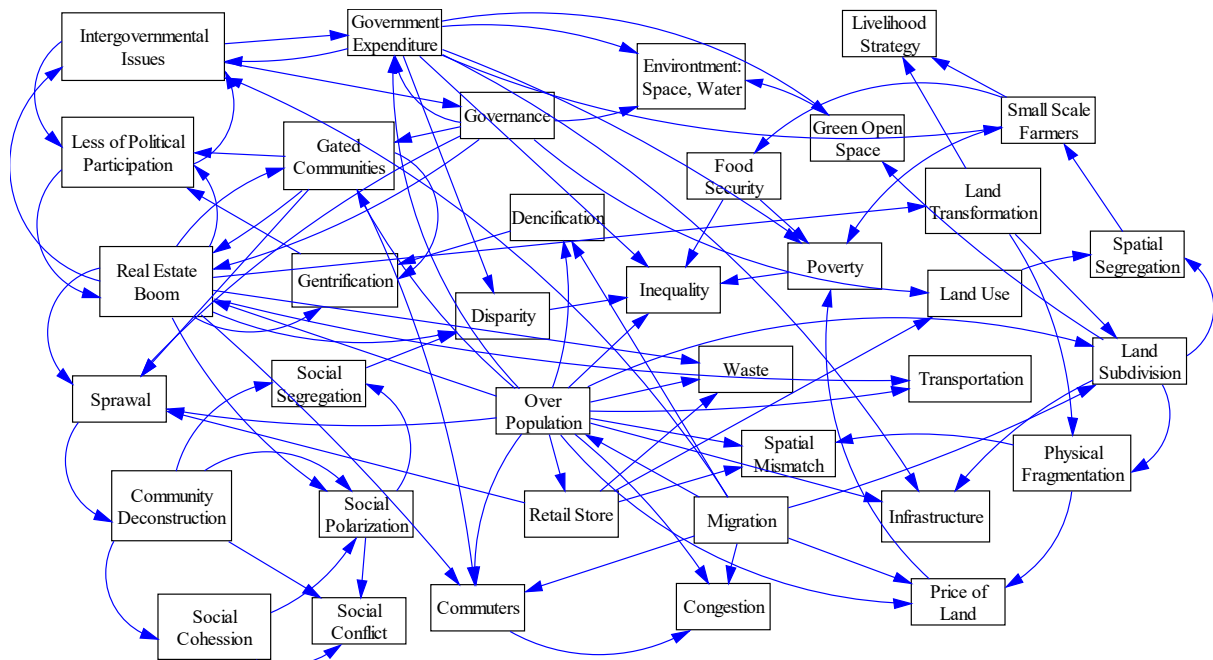 Intergovernmental
Issues
Government
Expenditure
Livelihood
Strategy
Environtment:
Space, Water
Governance
Small Scale
Farmers
Less of Political
Participation
Gated
Communities
Green Open
Space
Food
Security
Land
Transformation
Dencification
Spatial
Segregation
Real Estate
Boom
Gentrification
Inequality
Poverty
Land Use
Disparity
Land
Subdivision
Social
Segregation
Waste
Transportation
Sprawal
Over
Population
Spatial
Mismatch
Physical
Fragmentation
Community
Deconstruction
Social
Polarization
Retail Store
Migration
Infrastructure
Commuters
Congestion
Price of
Land
Social
Cohession
Social
Conflict